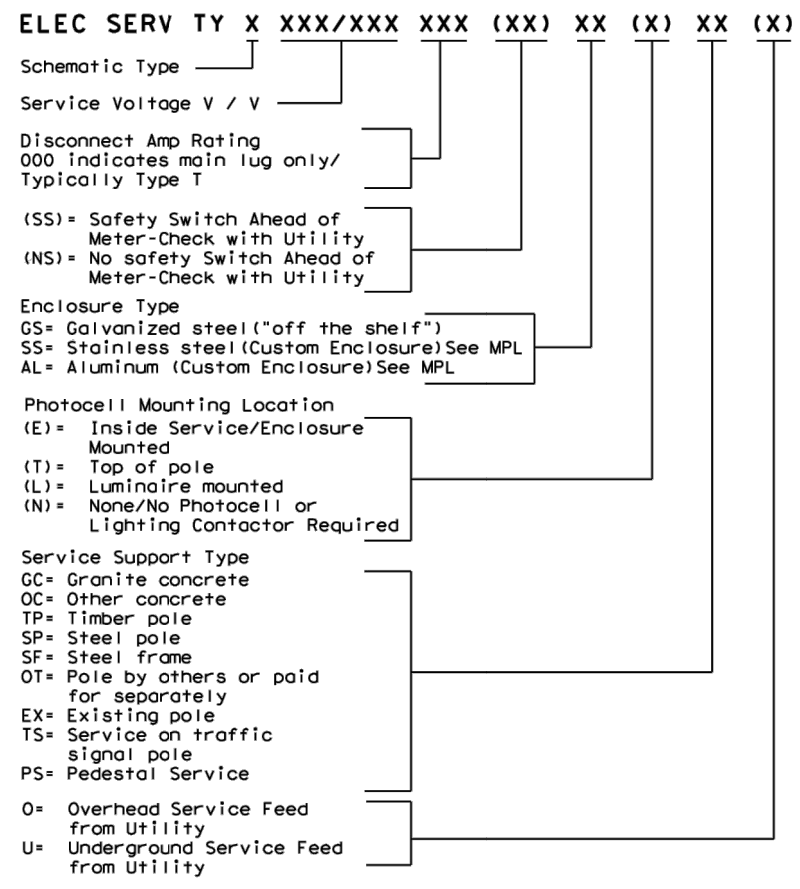 ELEC SERV TY X XXX/XXX XXX (XX) XX (X) XX (X)
Schematic Type
Service Voltage V / V
Disconnect Amp Rating
000 indicates main lug only/
Typically Type T
(SS)= Safety Switch Ahead of
Meter-Check with Utility
(NS)= No safety Switch Ahead of
Meter-Check with Utility
Enclosure Type
GS= Galvanized steel("off the shelf")
SS= Stainless steel(Custom Enclosure)See MPL
AL= Aluminum (Custom Enclosure)See MPL
Photocell Mounting Location
(E)= Inside Service/Enclosure
Mounted
(T)= Top of pole
(L)= Luminaire mounted
(N)= None/No Photocell or
Lighting Contactor Required
Service Support Type
GC= Granite concrete
OC= Other concrete
TP= Timber pole
SP= Steel pole
SF= Steel frame
OT= Pole by others or paid
for separately
EX= Existing pole
TS= Service on traffic
signal pole
PS= Pedestal Service
O= Overhead Service Feed
from Utility
U= Underground Service Feed
from Utility